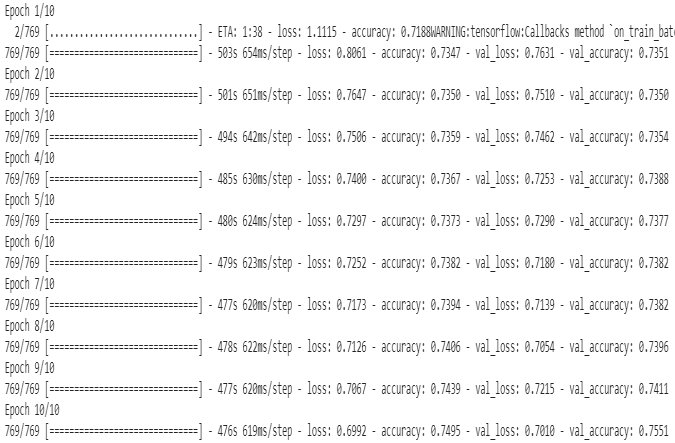 Epoch 1/10
2/769 [..............................] - ETA: 1:38 - loss: 1.1115 - accuracy: 0.7188WARNING:tensorflow:Callbacks method `on_train_batc
769/769 [==============================] - 503s 654ms/step - loss: 0.8061 - accuracy: 0.7347 - val_loss: 0.7631 - val_accuracy: 0.7351
Epoch 2/10
769/769 [==============================] - 501s 651ms/step - loss: 0.7647 - accuracy: 0.7350 - val_loss: 0.7510 - val_accuracy: 0.7350
Epoch 3/10
769/769 [==============================] - 494s 642ms/step - loss: 0.7506 - accuracy: 0.7359 - val_loss: 0.7462 - val_accuracy: 0.7354
Epoch 4/10
769/769 [==============================] - 485s 630ms/step - loss: 0.7400 - accuracy: 0.7367 - val_loss: 0.7253 - val_accuracy: 0.7388
Epoch 5/10
769/769 [==============================] - 480s 624ms/step - loss: 0.7297 - accuracy: 0.7373 - val_loss: 0.7290 - val_accuracy: 0.7377
Epoch 6/10
769/769 [==============================] - 479s 623ms/step - loss: 0.7252 - accuracy: 0.7382 - val_loss: 0.7180 - val_accuracy: 0.7382
Epoch 7/10
769/769 [==============================] - 477s 620ms/step - loss: 0.7173 - accuracy: 0.7394 - val_loss: 0.7139 - val_accuracy: 0.7382
Epoch 8/10
769/769 [==============================] - 478s 622ms/step - loss: 0.7126 - accuracy: 0.7406 - val_loss: 0.7054 - val_accuracy: 0.7396
Epoch 9/10
769/769 [==============================] - 477s 620ms/step - loss: 0.7067 - accuracy: 0.7439 - val_loss: 0.7215 - val_accuracy: 0.7411
Epoch 10/10
769/769 [==============================] - 476s 619ms/step - loss: 0.6992 - accuracy: 0.7495 - val_loss: 0.7010 - val_accuracy: 0.7551